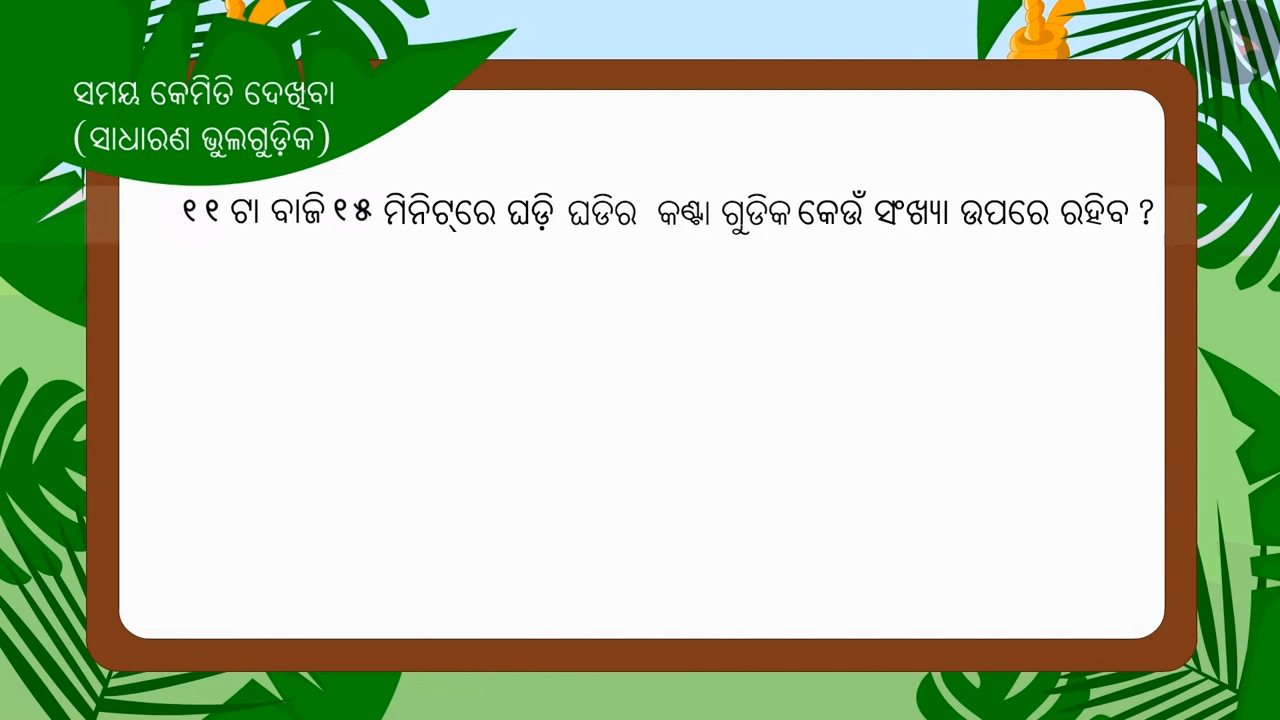 ସମୟ କେମିତି ଦେଖିବା
(ସାଧାରଣ ଭୁଲଗୁଡ଼ିକ)
୧୧ ଟା ବାଜି ୧୫ ମିନିଟ୍‌ରେ ଘଡ଼ି ଘଡିର କଣ୍ଟା ଗୁଡିକ କେଉଁ ସଂଖ୍ୟା ଉପରେ ରହିବ ?